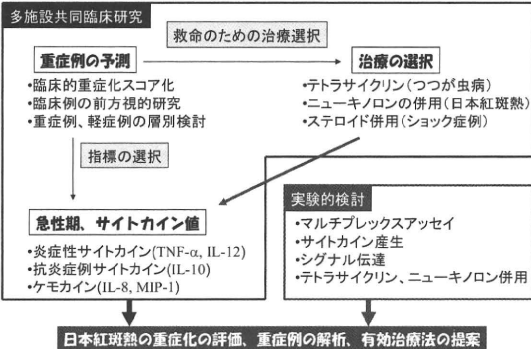 多施設共同臨床研究
救命のための治療選択
重症例の予測
・臨床的重症化スコア化
・臨床例の前方視的研究
・重症例、軽症例の層別検討
治療の選択
・テトラサイクリン(つつが虫病)
・ニューキノロンの併用(日本紅斑熱)
・ステロイド併用(ショック症例)
指標の選択
急性期、サイトカイン値
・炎症性サイトカイン(TNF-α, IL-12)
・抗炎症例サイトカイン(IL-10)
・ケモカイン(IL-8, MIP-1)
実験的検討
・マルチプレックスアッセイ
・サイトカイン産生
・シグナル伝達
・テトラサイクリン、ニューキノロン併用
日本紅斑熱の重症化の評価、重症例の解析、有効治療法の提案